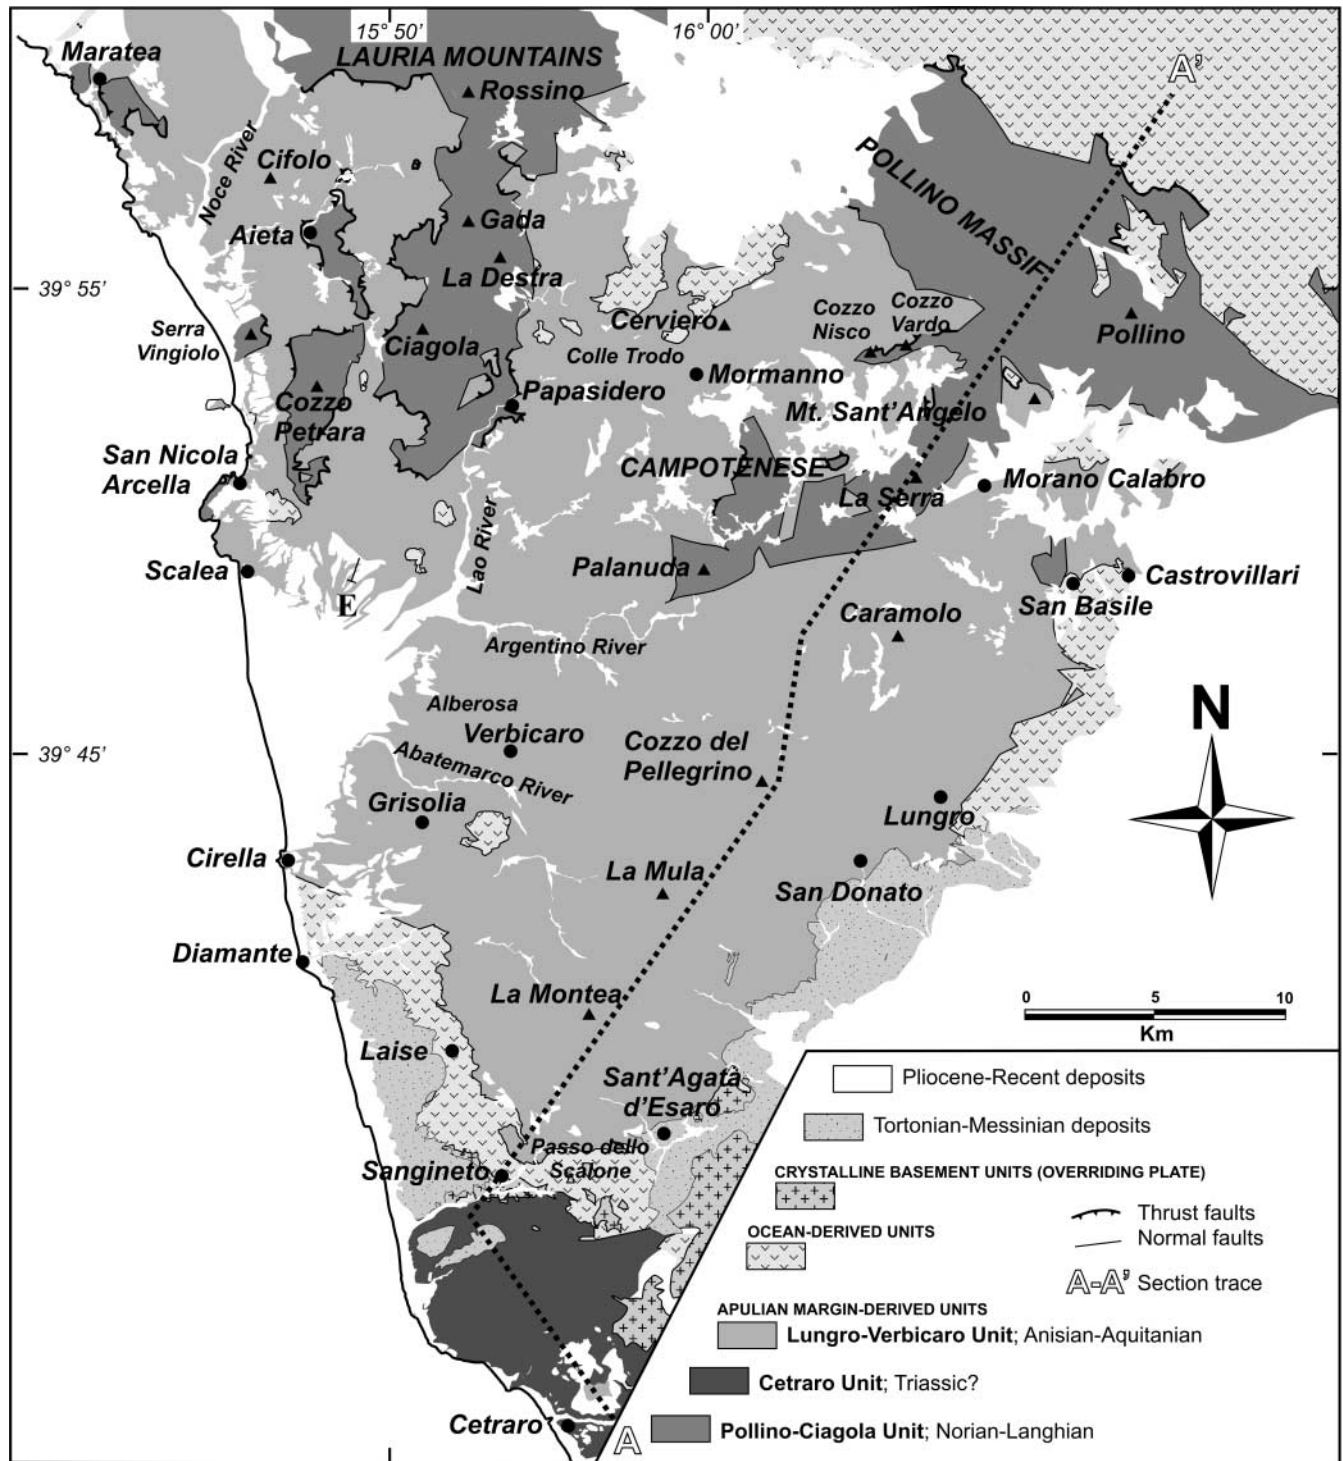 15° 50′
16° 00′
Maratea
LAURIA MOUNTAINS
Rossino
A'
Noce River
Cifolo
POLLINO MASSIF
Aieta
Gada
La Destra
39° 55′
Serra
Vingiolo
Ciagola
Cerviero
Colle Trodo
Cozzo
Nisco
Cozzo
Vardo
Pollino
Cozzo
Petrara
Papasidero
Mormanno
Mt. Sant'Angelo
San Nicola
Arcella
CAMPOTENESE
La Serra
Morano Calabro
Scalea
Lao River
Palanuda
Castrovillari
San Basile
E
Caramolo
Argentino River
N
Alberosa
Verbicaro
Cozzo del
Pellegrino
39° 45′
Abatemarco River
Grisolia
Lungro
Cirella
La Mula
San Donato
Diamante
La Montea
0 5 10
Km
Laise
Sant'Agata
d'Esaro
Passo dello
Scalone
Sangineto
Cetraro
A
Pliocene-Recent deposits
Tortonian-Messinian deposits
CRYSTALLINE BASEMENT UNITS (OVERRIDING PLATE)
Thrust faults
Normal faults
OCEAN-DERIVED UNITS
A-A' Section trace
APULIAN MARGIN-DERIVED UNITS
Lungro-Verbicaro Unit; Anisian-Aquitanian
Cetraro Unit; Triassic?
Pollino-Ciagola Unit; Norian-Langhian